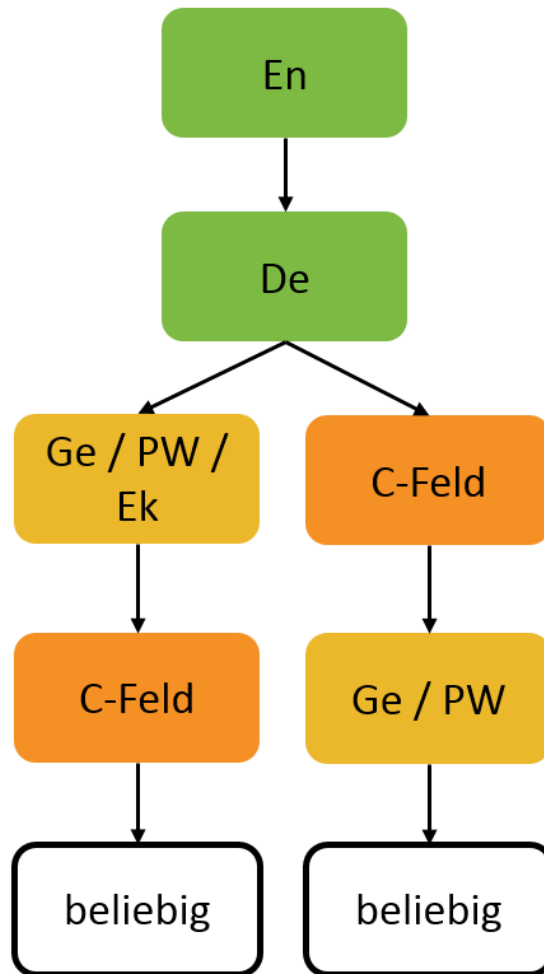 En
De
Ge / PW /
Ek
C-Feld
C-Feld
Ge / PW
beliebig
beliebig